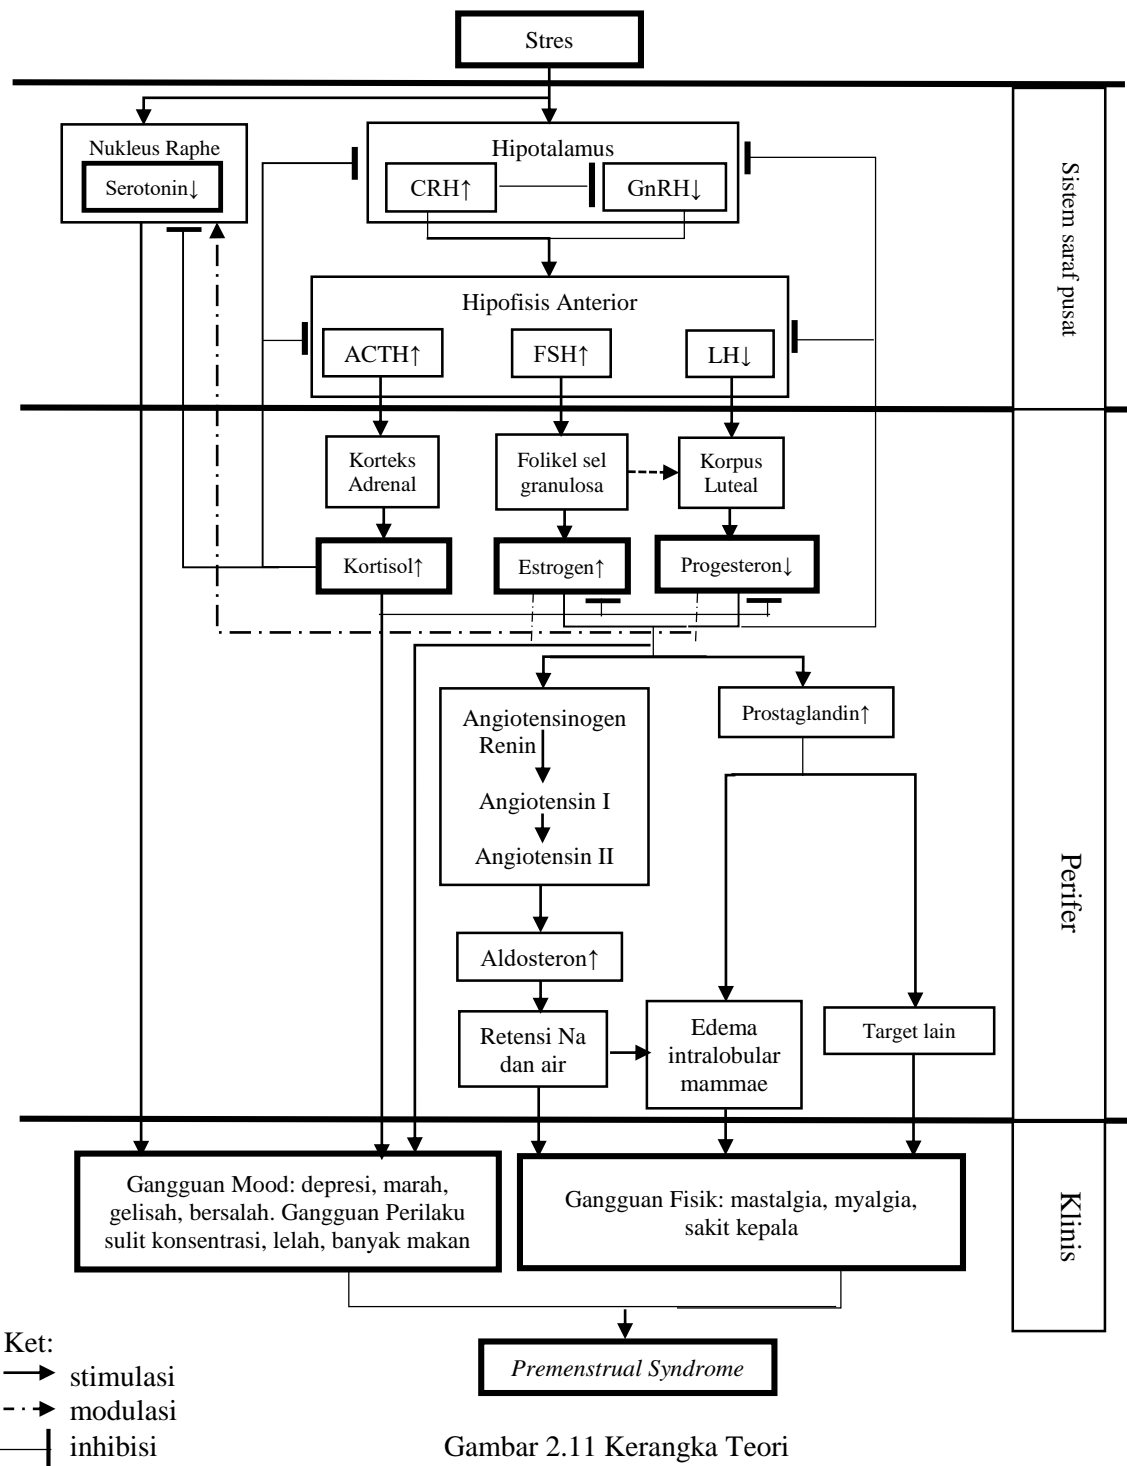 Stres
Nukleus Raphe
Serotonin↓
Hipotalamus
CRH↑
GnRH↓
Sistem saraf pusat
Hipofisis Anterior
ACTH↑
FSH↑
LH↓
Korteks
Adrenal
Folikel sel
granulosa
Korpus
Luteal
Kortisol↑
Estrogen↑
Progesteron↓
Angiotensinogen
Renin
Angiotensin I
Angiotensin II
Prostaglandin↑
Perifer
Aldosteron↑
Retensi Na
dan air
Edema
intralobular
mammae
Target lain
Gangguan Mood: depresi, marah,
gelisah, bersalah. Gangguan Perilaku
sulit konsentrasi, lelah, banyak makan
Gangguan Fisik: mastalgia, myalgia,
sakit kepala
Klinis
Premenstrual Syndrome
Ket:
stimulasi
modulasi
inhibisi
Gambar 2.11 Kerangka Teori